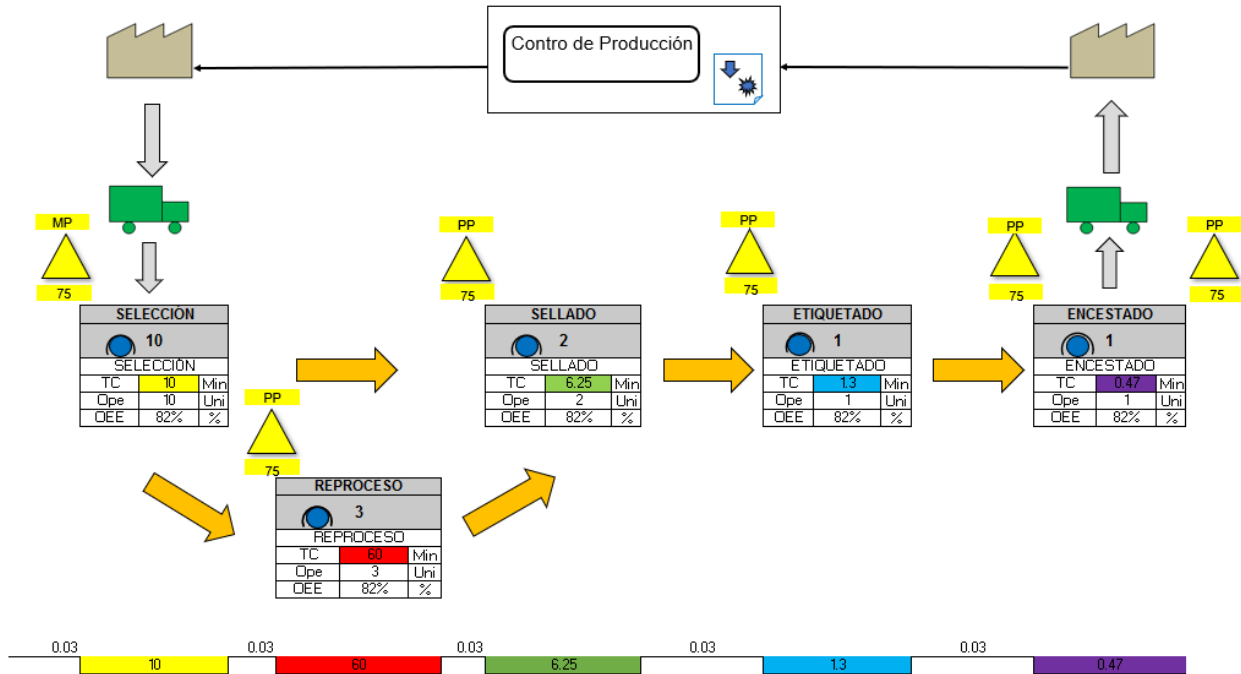 Contro de Producción
MP
75
PP
75
PP
75
PP
75
PP
75
SELECCIÓN
10
SELECCIÓN
TC 10 Min
Ope 10 Uni
OEE 82% %
SELLADO
2
SELLADO
TC 6.25 Min
Ope 2 Uni
OEE 82% %
ETIQUETADO
1
ETIQUETADO
TC 1.3 Min
Ope 1 Uni
OEE 82% %
ENCESTADO
1
ENCESTADO
TC 0.47 Min
Ope 1 Uni
OEE 82% %
PP
75
REPROCESO
3
REPROCESO
TC 60 Min
Ope 3 Uni
OEE 82% %
0.03 0.03 0.03 0.03 0.03
10 60 6.25 1.3 0.47